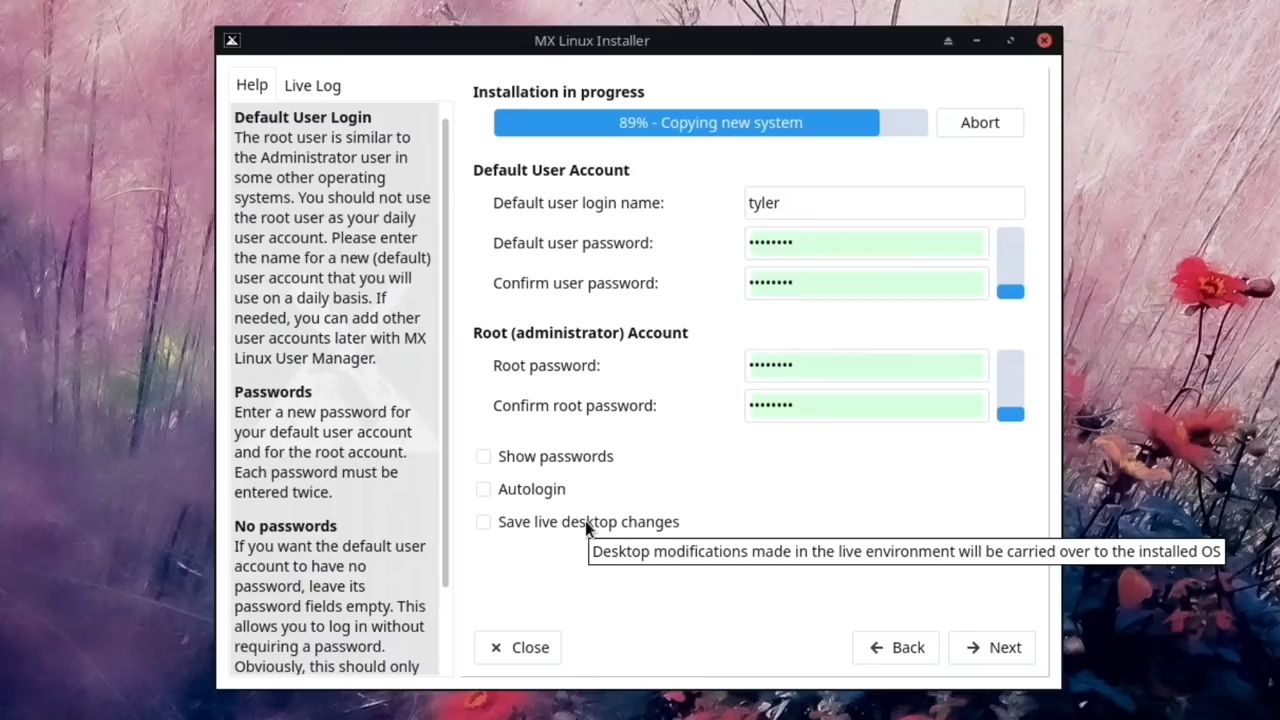 MX Linux Installer
Help
Live Log
Default User Login
The root user is similar to
the Administrator user in
some other operating
systems. You should not use
the root user as your daily
user account. Please enter
the name for a new (default)
user account that you will
use on a daily basis. If
needed, you can add other
user accounts later with MX
Linux User Manager.
Passwords
Enter a new password for
your default user account
and for the root account.
Each password must be
entered twice.
No passwords
If you want the default user
account to have no
password, leave its
password fields empty. This
allows you to log in without
requiring a password.
Obviously, this should only
Installation in progress
89% - Copying new system
Abort
Default User Account
Default user login name:
tyler
Default user password:
••••••••
Confirm user password:
••••••••
Root (administrator) Account
Root password:
••••••••
Confirm root password:
••••••••
Show passwords
Autologin
Save live desktop changes
Desktop modifications made in the live environment will be carried over to the installed OS
Close
Back
Next